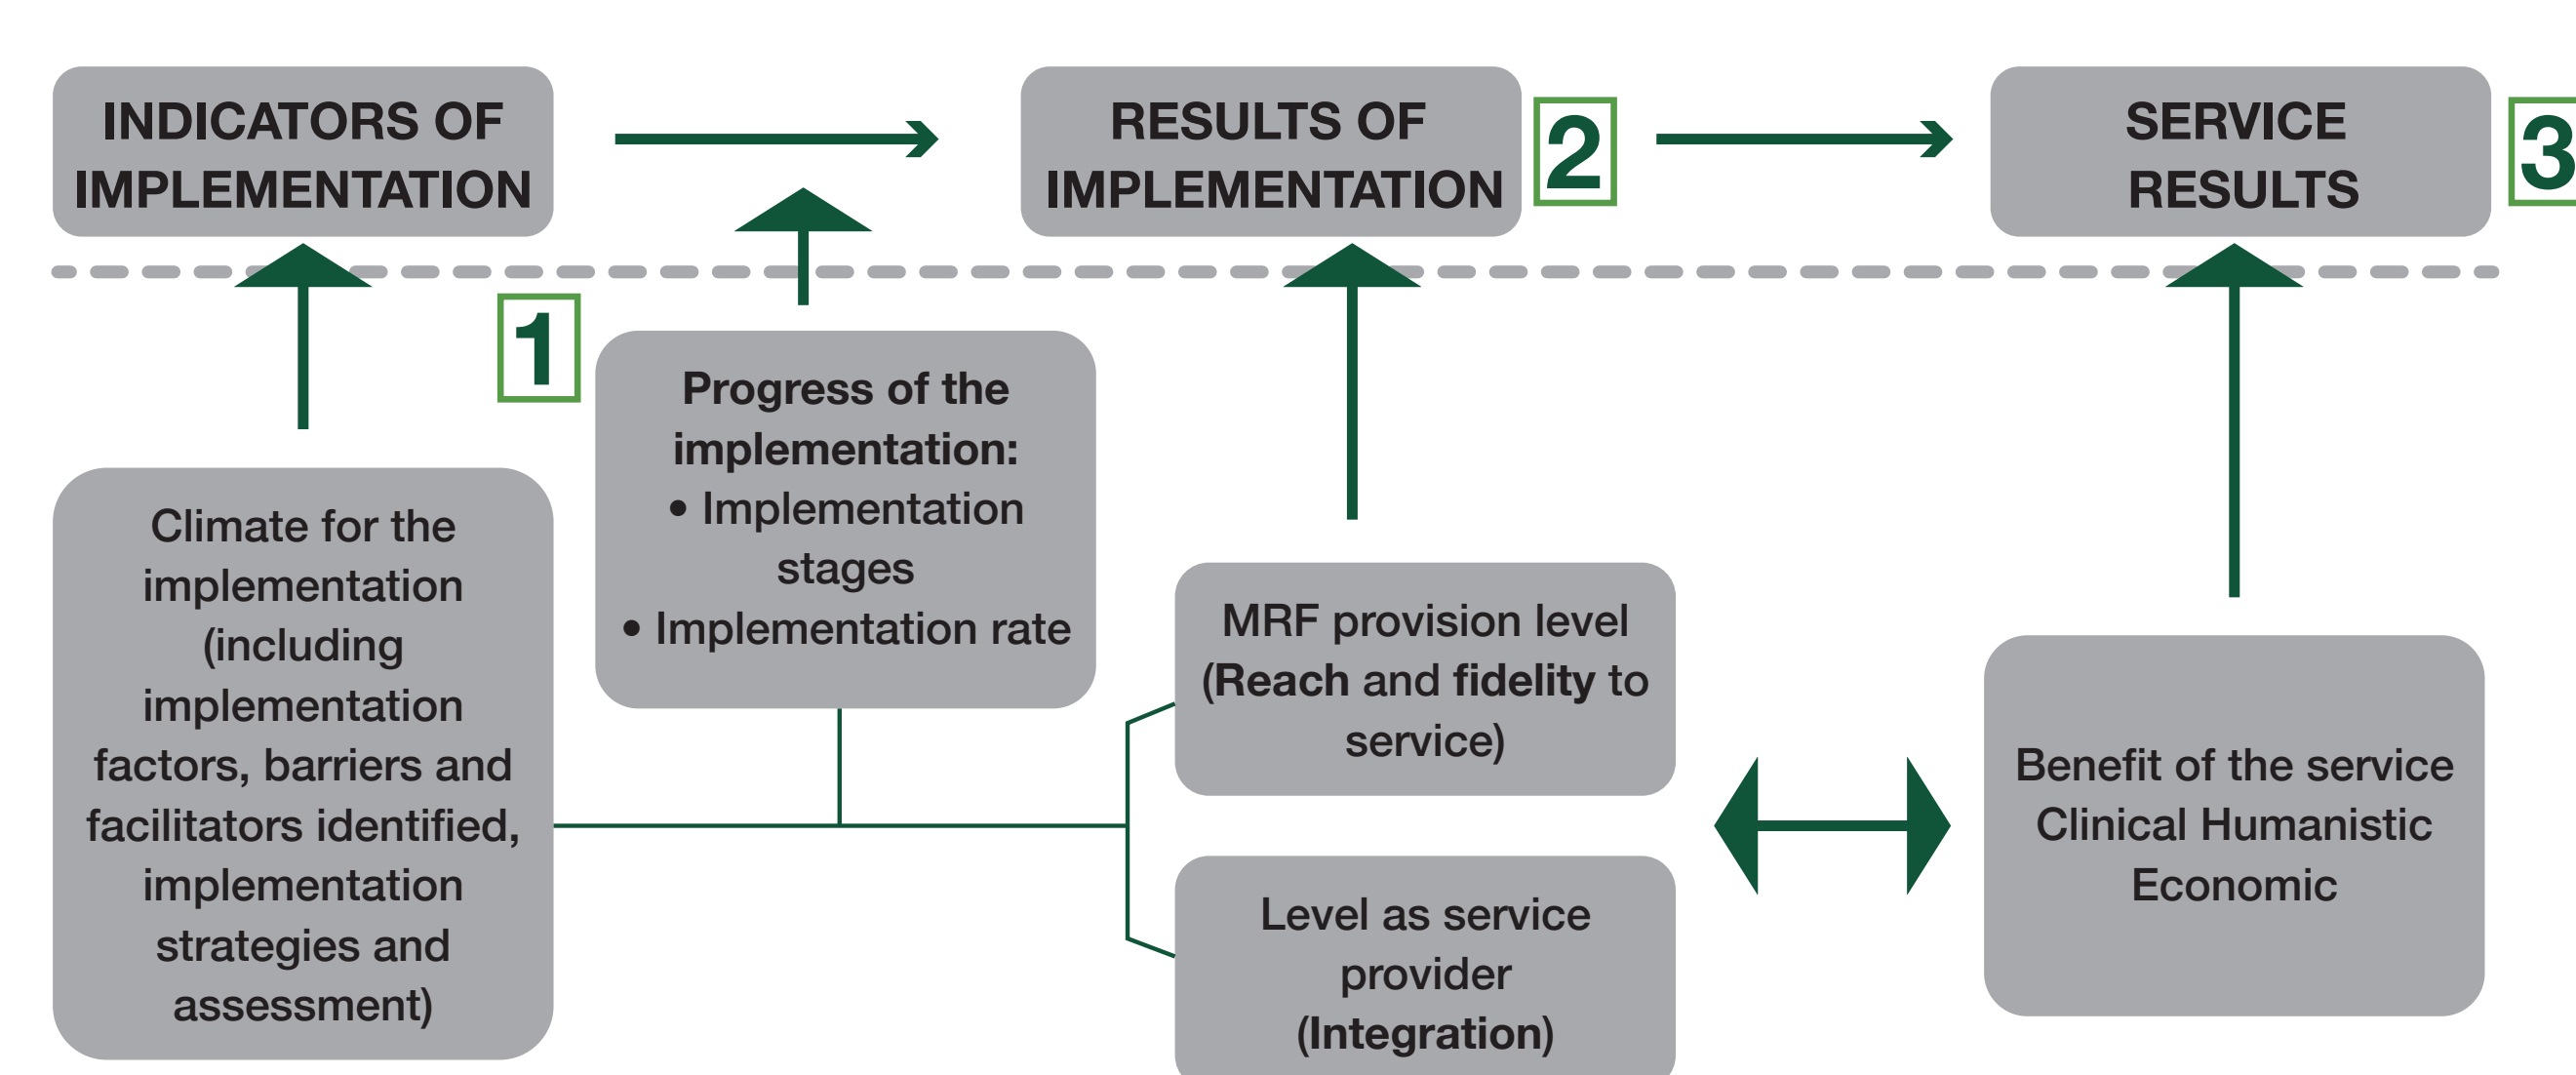 INDICATORS OF
IMPLEMENTATION
RESULTS OF
IMPLEMENTATION
2
SERVICE
RESULTS
3
1
Progress of the
implementation:
• Implementation
stages
• Implementation rate
Climate for the
implementation
(including
implementation
factors, barriers and
facilitators identified,
implementation
strategies and
assessment)
MRF provision level
(Reach and fidelity to
service)
Level as service
provider
(Integration)
Benefit of the service
Clinical Humanistic
Economic